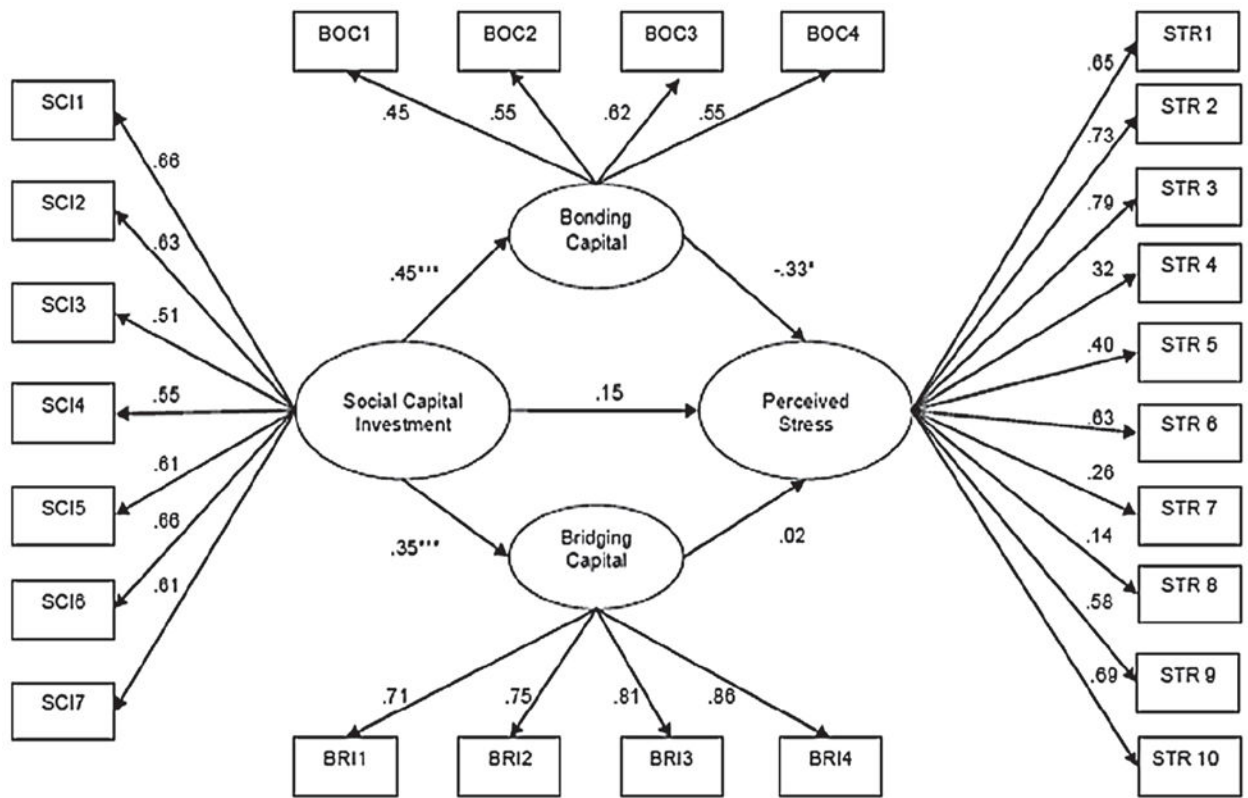 BOC1
BOC2
BOC3
BOC4
.45
.55
.62
.55
SCI1
SCI2
SCI3
SCI4
SCI5
SCI6
SCI7
.66
.63
.51
.55
.61
.66
.61
Bonding
Capital
.45***
-.33*
Social Capital
Investment
.15
Perceived
Stress
.35***
.02
Bridging
Capital
.71
.75
.81
.86
BRI1
BRI2
BRI3
BRI4
STR1
STR 2
STR 3
STR 4
STR 5
STR 6
STR 7
STR 8
STR 9
STR 10
.65
.73
.79
.32
.40
.63
.26
.14
.58
.69